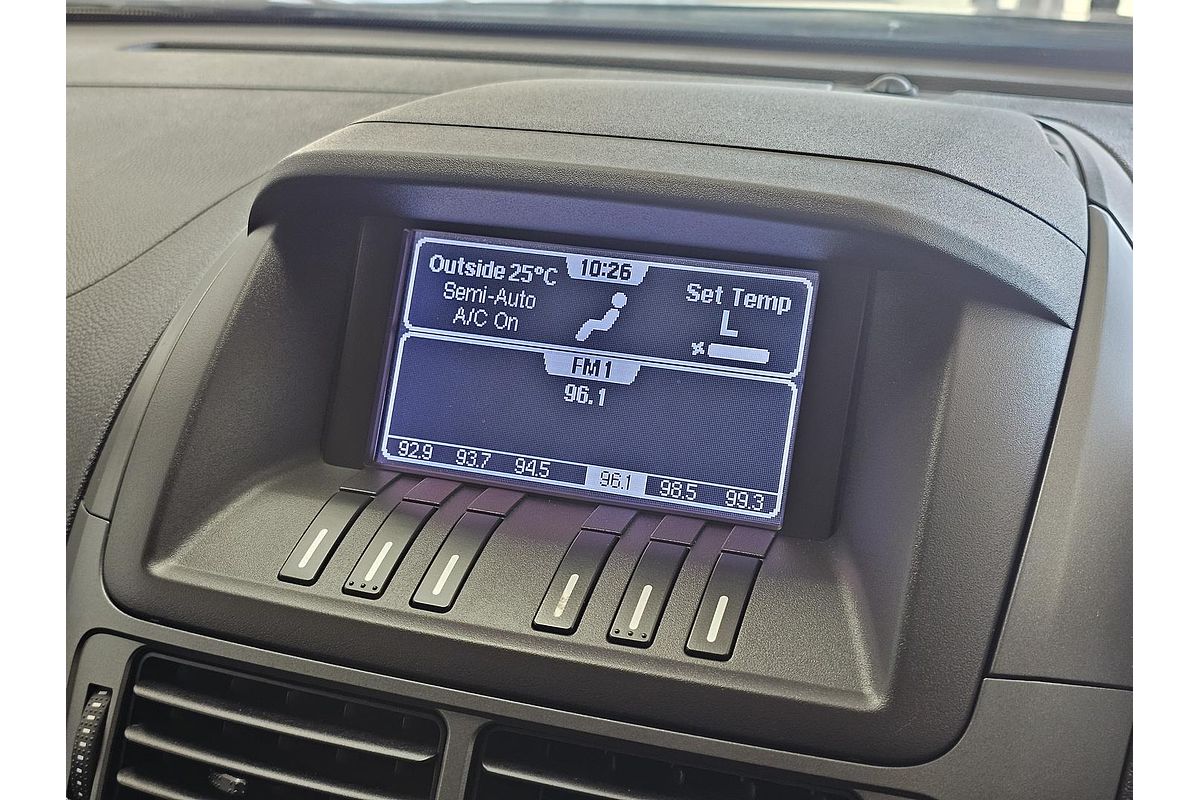 Outside 25°C
10:26
Semi-Auto
A/C On
Set Temp
L
FM1
96.1
92.9 93.7 94.5 96.1 98.5 99.3